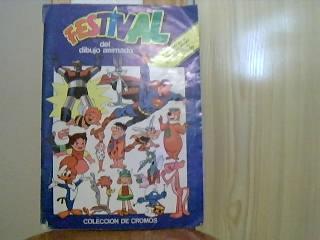 FESTIVAL
del
dibujo animado
COLECCION DE CROMOS